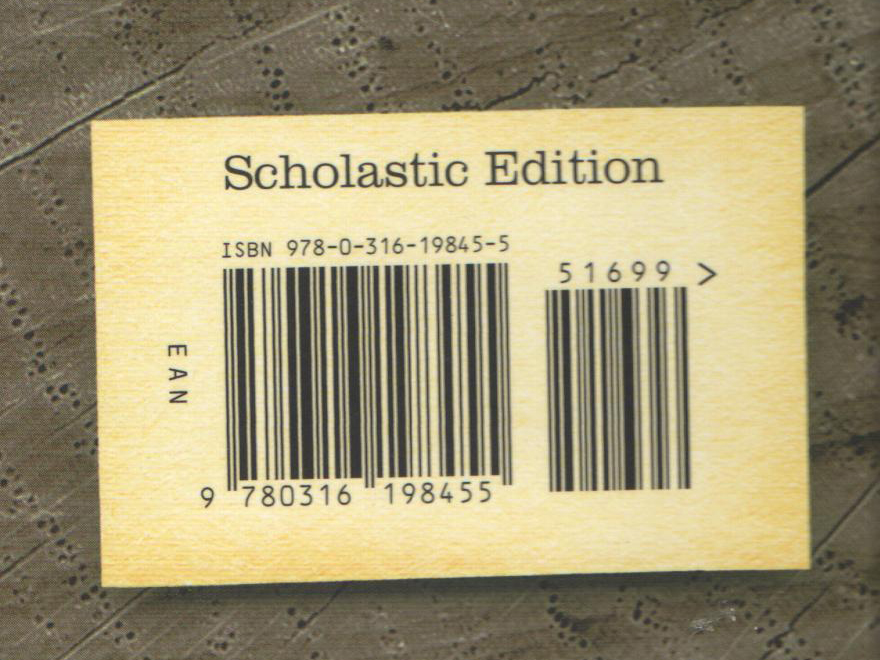 Scholastic Edition
ISBN 978-0-316-19845-5
51699 >
EAN
9 780316 198455